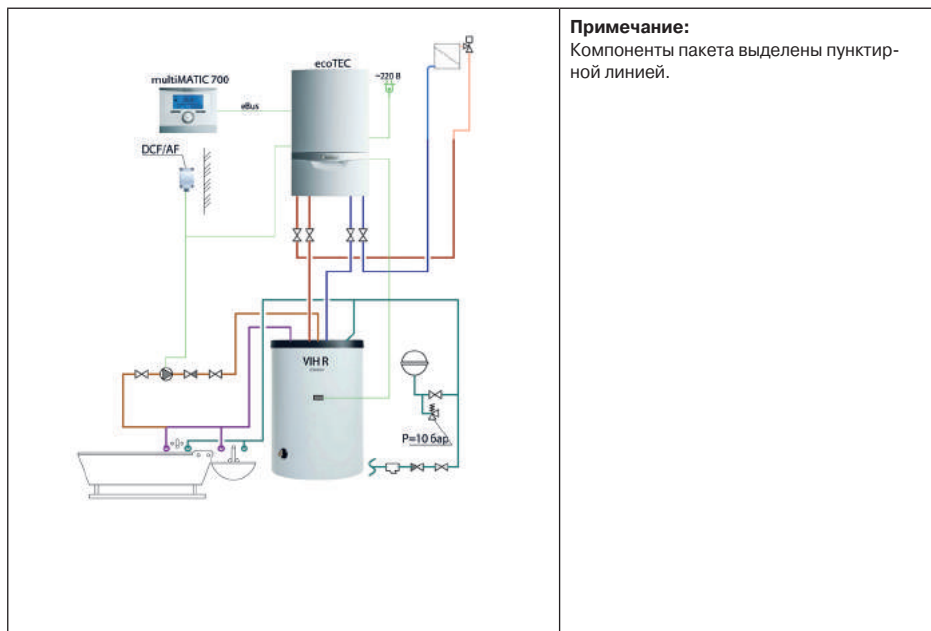 Примечание:
Компоненты пакета выделены пунктир-
ной линией.
ecoTEC
multiMATIC 700
~220 В
eBus
DCF/AF
VIH R
P=10 бар